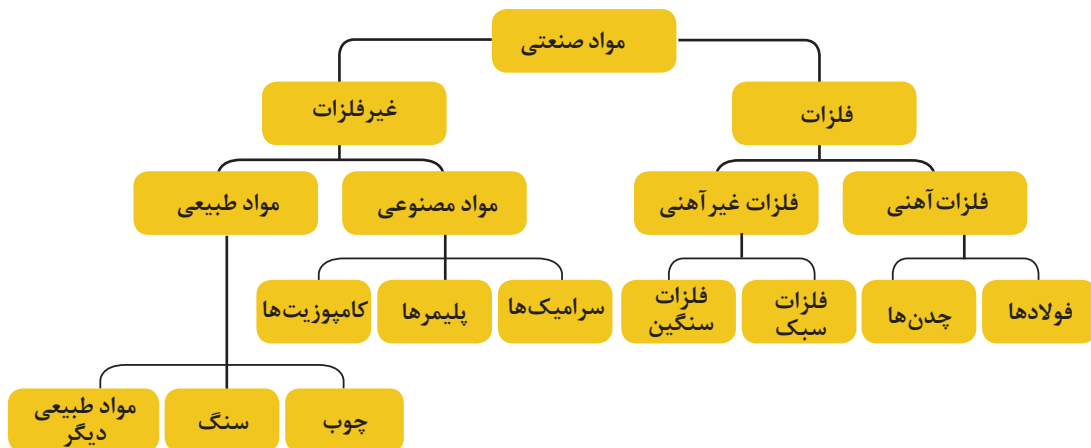 مواد صنعتی
فلزات
غیرفلزات
فلزات آهنی
فلزات غیرآهنی
مواد مصنوعی
مواد طبیعی
فولادها
چدن‌ها
فلزات
سبک
فلزات
سنگین
سرامیک‌ها
پلیمرها
کامپوزیت‌ها
چوب
سنگ
مواد طبیعی
دیگر